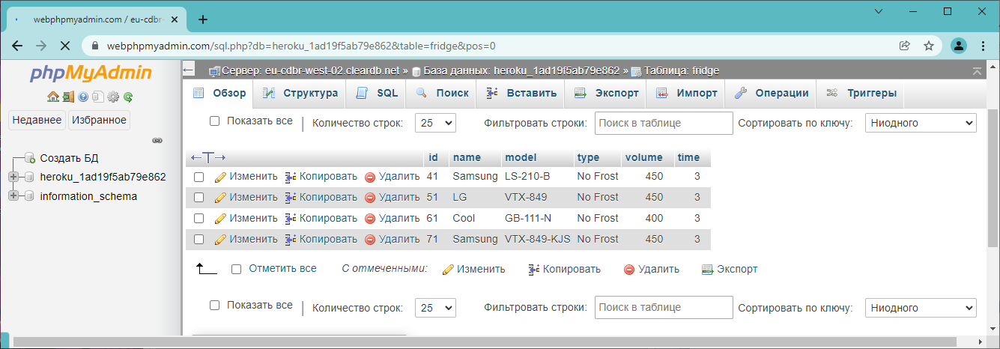 webphpmyadmin.com / eu-cdbr-
webphpmyadmin.com/sql.php?db=heroku_1ad19f5ab79e862&table=fridge&pos=0
phpMyAdmin
Недавнее Избранное
Создать БД
heroku_1ad19f5ab79e862
information_schema
Сервер: eu-cdbr-west-02.cleardb.net » База данных: heroku_1ad19f5ab79e862 » Таблица: fridge
Обзор Структура SQL Поиск Вставить Экспорт Импорт Операции Триггеры
Показать все | Количество строк: 25 Фильтровать строки: Поиск в таблице Сортировать по ключу: Ниодного
←T→ id name model type volume time
Изменить Копировать Удалить 41 Samsung LS-210-B No Frost 450 3
Изменить Копировать Удалить 51 LG VTX-849 No Frost 450 3
Изменить Копировать Удалить 61 Cool GB-111-N No Frost 400 3
Изменить Копировать Удалить 71 Samsung VTX-849-KJS No Frost 450 3
Отметить все С отмеченными: Изменить Копировать Удалить Экспорт
Показать все | Количество строк: 25 Фильтровать строки: Поиск в таблице Сортировать по ключу: Ниодного